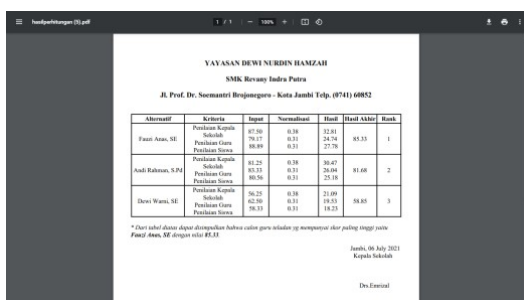 hasilperhitungan (5).pdf
1 / 1
100%
YAYASAN DEWI NURDIN HAMZAH
SMK Revany Indra Putra
Jl. Prof. Dr. Soemantri Brojonegoro - Kota Jambi Telp. (0741) 60852
Alternatif Kriteria Input Normalisasi Hasil Hasil Akhir Rank
Fauzi Anas, SE
Penilaian Kepala Sekolah
Penilaian Guru
Penilaian Siswa
87.50 0.38 32.81
79.17 0.31 24.74
88.89 0.31 27.78
85.33 1
Andi Rahman, S.Pd
Penilaian Kepala Sekolah
Penilaian Guru
Penilaian Siswa
81.25 0.38 30.47
83.33 0.31 26.04
80.56 0.31 25.18
81.68 2
Dewi Warni, SE
Penilaian Kepala Sekolah
Penilaian Guru
Penilaian Siswa
56.25 0.38 21.09
62.50 0.31 19.53
58.33 0.31 18.23
58.85 3
* Dari tabel diatas dapat disimpulkan bahwa calon guru teladan yg mempunyai skor paling tinggi yaitu
Fauzi Anas, SE dengan nilai 85.33.
Jambi, 06 July 2021
Kepala Sekolah
Drs.Emrizal